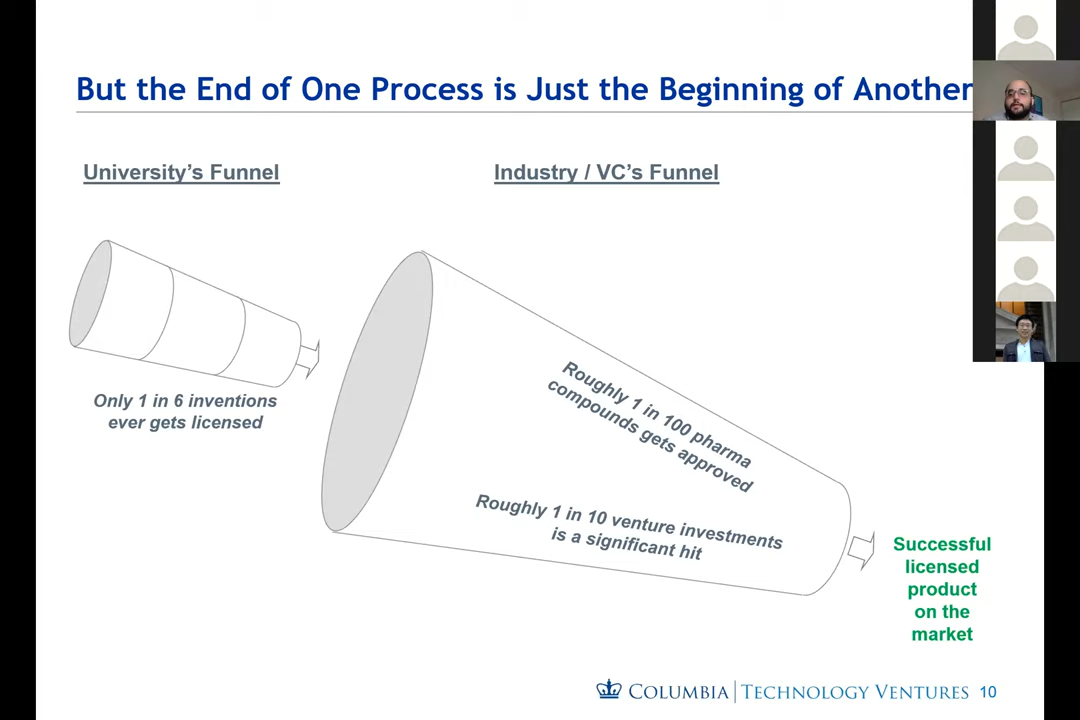 But the End of One Process is Just the Beginning of Another
University's Funnel
Industry / VC's Funnel
Only 1 in 6 inventions
ever gets licensed
Roughly 1 in 100 pharma
compounds gets approved
Roughly 1 in 10 venture investments
is a significant hit
Successful
licensed
product
on the
market
COLUMBIA | TECHNOLOGY VENTURES 10